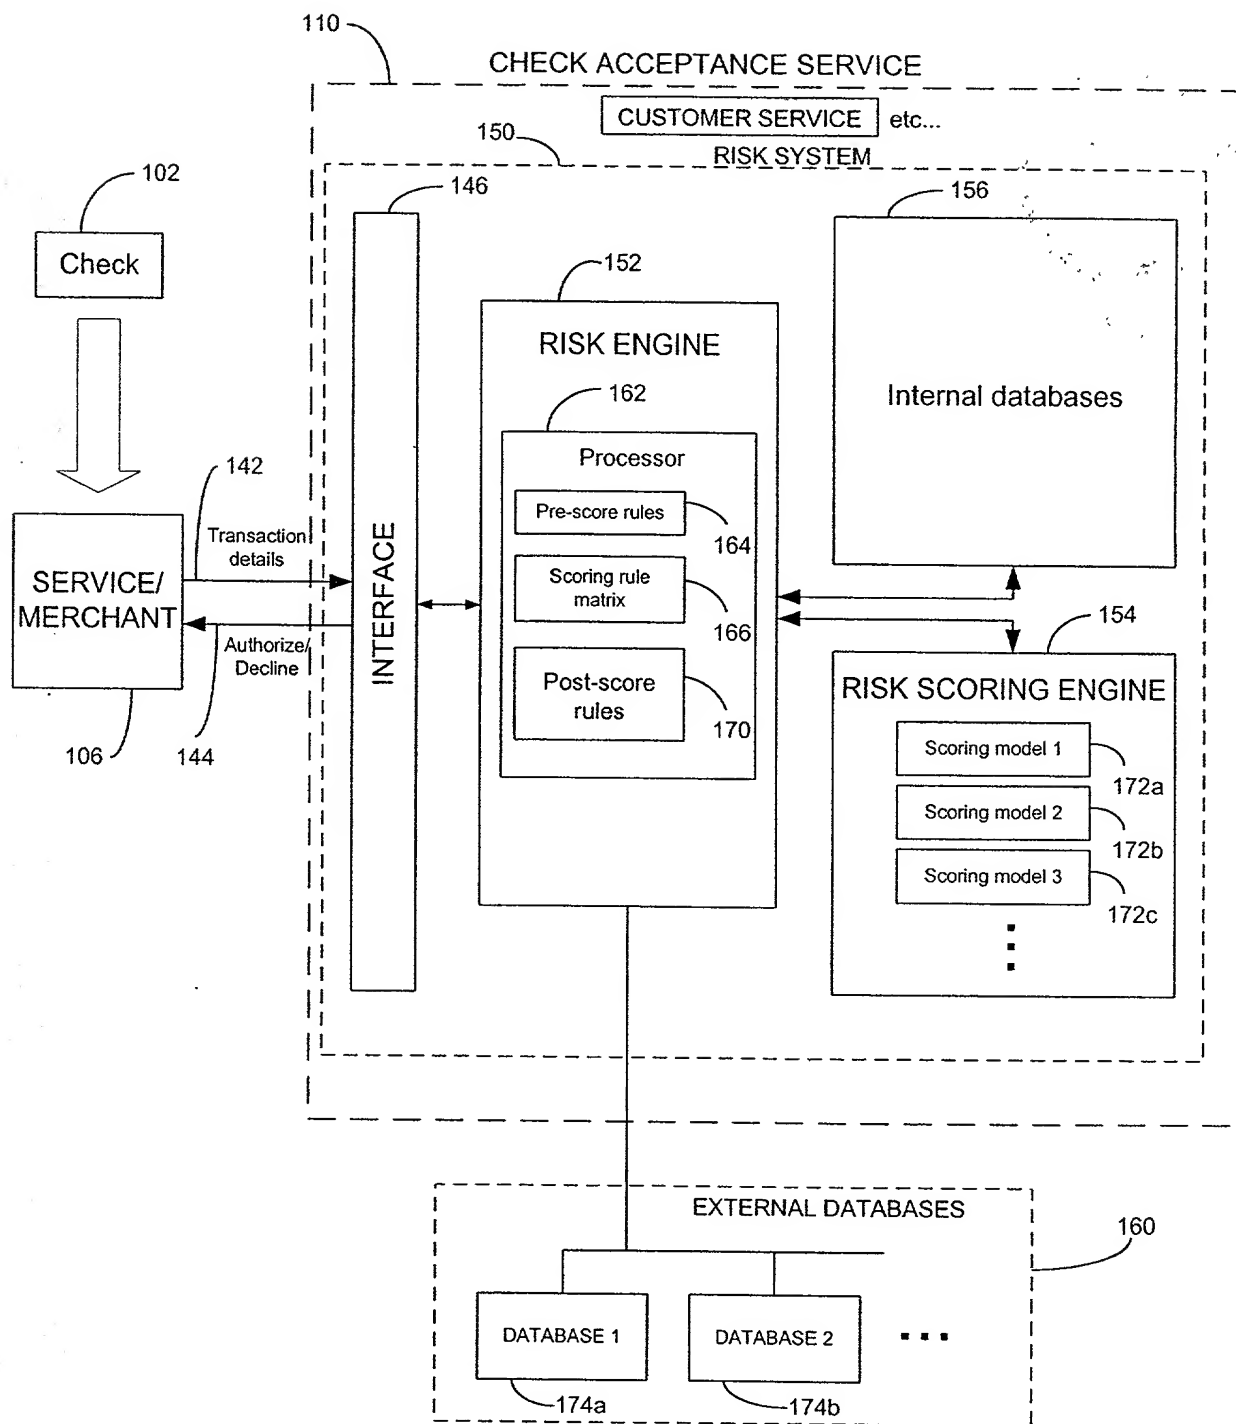 110
CHECK ACCEPTANCE SERVICE
CUSTOMER SERVICE
etc...
150
RISK SYSTEM
102
146
156
Check
152
RISK ENGINE
Internal databases
162
Processor
142
Pre-score rules
164
Transaction
details
SERVICE/
MERCHANT
INTERFACE
Scoring rule
matrix
166
154
Authorize/
Decline
RISK SCORING ENGINE
Post-score
rules
170
106
144
Scoring model 1
172a
Scoring model 2
172b
Scoring model 3
172c
EXTERNAL DATABASES
160
DATABASE 1
DATABASE 2
174a
174b